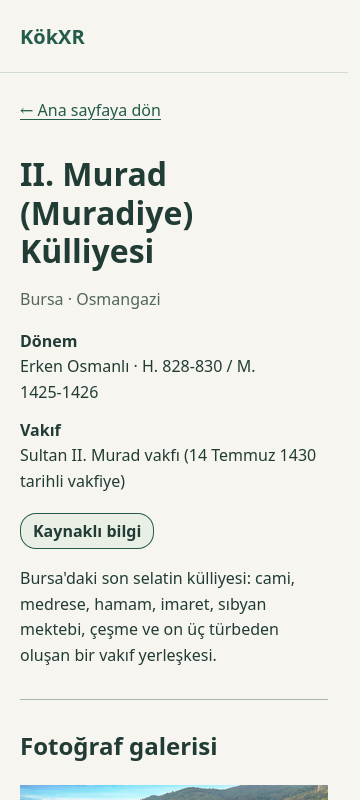 KökXR
← Ana sayfaya dön
II. Murad
(Muradiye)
Külliyesi
Bursa · Osmangazi
Dönem
Erken Osmanlı · H. 828-830 / M.
1425-1426
Vakıf
Sultan II. Murad vakfı (14 Temmuz 1430
tarihli vakfiye)
Kaynaklı bilgi
Bursa'daki son selatin külliyesi: cami,
medrese, hamam, imaret, sıbyan
mektebi, çeşme ve on üç türbeden
oluşan bir vakıf yerleşkesi.
Fotoğraf galerisi